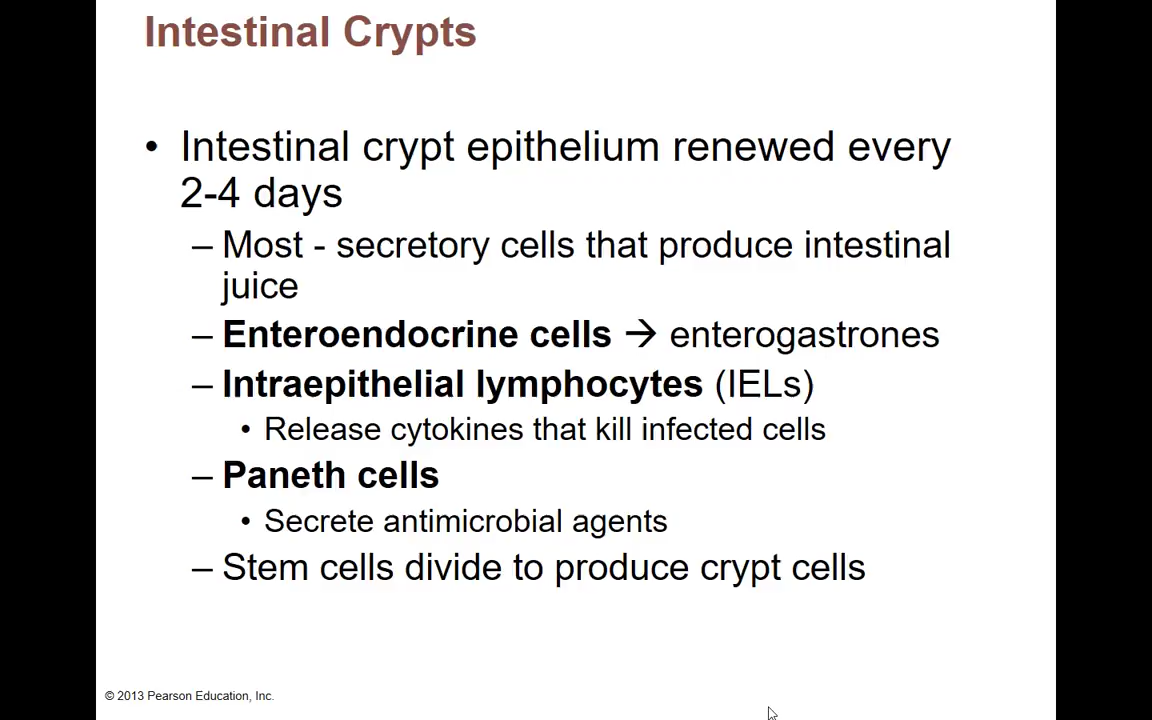 Intestinal Crypts
• Intestinal crypt epithelium renewed every
2-4 days
– Most - secretory cells that produce intestinal
juice
– Enteroendocrine cells → enterogastrones
– Intraepithelial lymphocytes (IELs)
• Release cytokines that kill infected cells
– Paneth cells
• Secrete antimicrobial agents
– Stem cells divide to produce crypt cells
© 2013 Pearson Education, Inc.